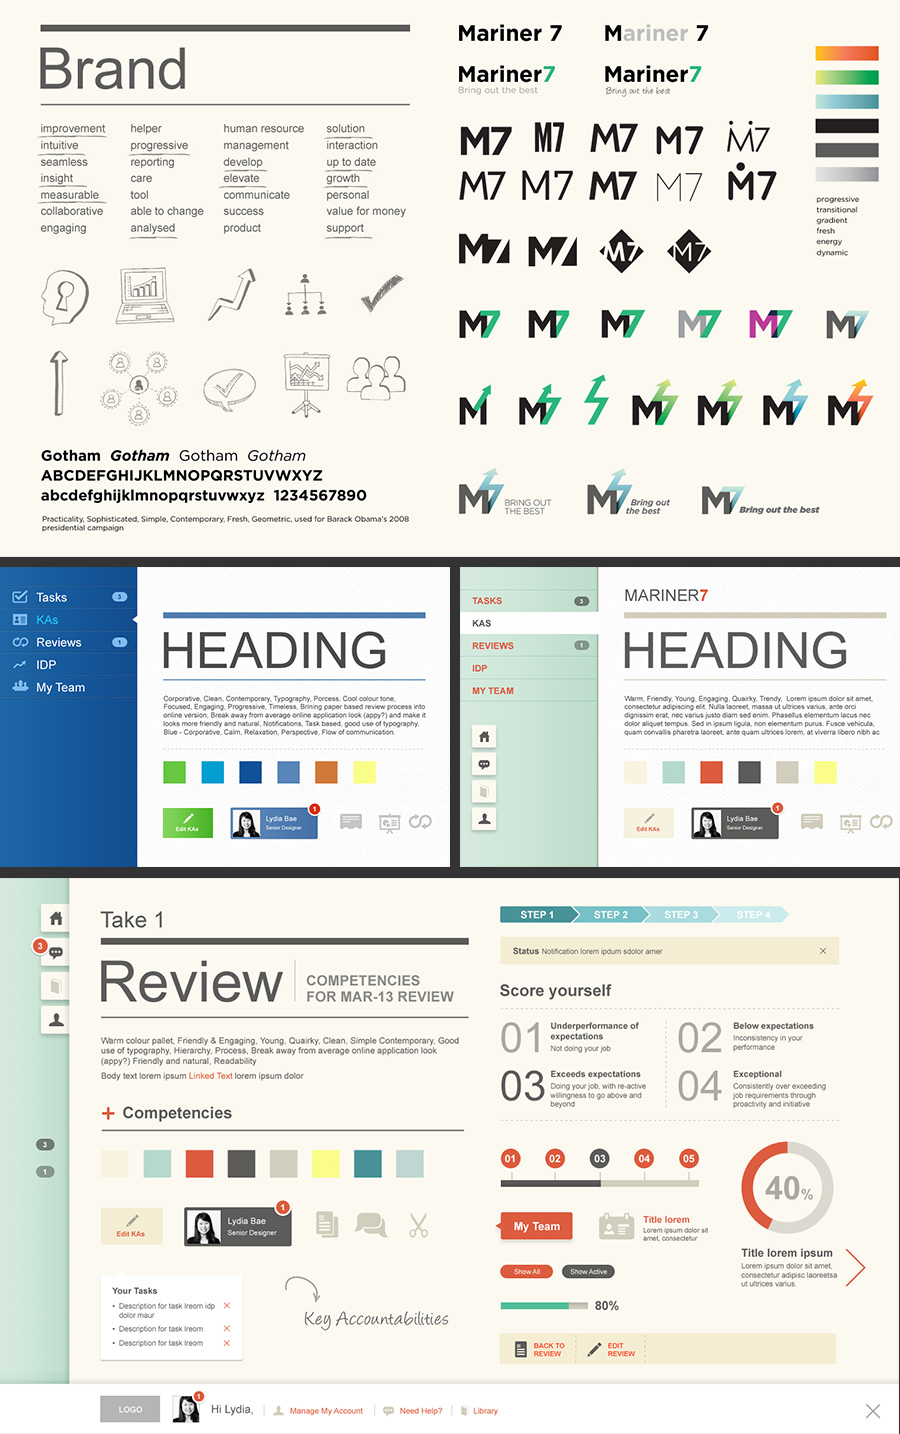 Brand
improvement
intuitive
seamless
insight
measurable
collaborative
engaging
helper
progressive
reporting
care
tool
able to change
analysed
human resource
management
develop
elevate
communicate
success
product
solution
interaction
up to date
growth
personal
value for money
support
Gotham Gotham Gotham Gotham
ABCDEFGHIJKLMNOPQRSTUVWXYZ
abcdefghijklmnopqrstuvwxyz 1234567890
Practicality, Sophisticated, Simple, Contemporary, Fresh, Geometric, used for Barack Obama's 2008
presidential campaign
Mariner 7
Mariner 7
Mariner7
Bring out the best
Mariner7
Bring out the best
M7 M7 M7 M7 M7
M7 M7 M7 M7 M7
M7 M7 M7 M7
M7 M7 M7 M7 M7 M7
M M7 M7 M7 M7 M7
M7 BRING OUT
THE BEST
M7 Bring out
the best
M7 Bring out the best
progressive
transitional
gradient
fresh
energy
dynamic
Tasks 3
KAs
Reviews 1
IDP
My Team
HEADING
Corporative, Clean, Contemporary, Typography, Porcess, Cool colour tone,
Focused, Engaging, Progressive, Timeless, Brining paper based review process into
online version, Break away from average online application look (appy?) and make it
looks more friendly and natural, Notifications, Task based, good use of typography,
Blue - Corporative, Calm, Relaxation, Perspective, Flow of communication.
Edit KAs
Lydia Bae
Senior Designer
1
TASKS 3
KAS
REVIEWS 1
IDP
MY TEAM
MARINER7
HEADING
Warm, Friendly, Young, Engaging, Quairky, Trendy, Lorem ipsum dolor sit amet,
consectetur adipiscing elit. Nulla laoreet, massa ut ultrices varius, ante orci
dignissim erat, nec varius justo diam sed enim. Phasellus elementum lacus nec
dolor aliquet tempus. Sed in ipsum ligula, non elementum purus. Fusce vehicula,
quam convallis pharetra laoreet, ante quam ultrices lorem, at viverra libero nibh ac
Edit KAs
Lydia Bae
Senior Designer
1
3
3
1
Take 1
Review
COMPETENCIES
FOR MAR-13 REVIEW
Warm colour pallet, Friendly & Engaging, Young, Quairky, Clean, Simple Contemporary, Good
use of typography, Hierarchy, Process, Break away from average online application look
(appy?) Friendly and natural, Readability
Body text lorem ipsum Linked Text lorem ipsum dolor
+ Competencies
Edit KAs
Lydia Bae
Senior Designer
1
Your Tasks
• Description for task lreom idp
dolor maur
• Description for task lreom
• Description for task lreom
Key Accountabilities
STEP 1 STEP 2 STEP 3 STEP 4
Status Notification lorem ipdum sdolor amer
Score yourself
01
Underperformance of
expectations
Not doing your job
02
Below expectations
Inconsistency in your
performance
03
Exceeds expectations
Doing your job, with re-active
willingness to go above and
beyond
04
Exceptional
Consistently over exceeding
job requirements through
proactivity and initiative
01 02 03 04 05
My Team
Title lorem
Lorem ipsum dolor sit
amet, consectetur
Show All
Show Active
80%
40%
Title lorem ipsum
Lorem ipsum dolor sit amet,
consectetur adipisc laoreetsa
ut ultrices varius.
BACK TO
REVIEW
EDIT
REVIEW
LOGO
1
Hi Lydia,
Manage My Account
Need Help?
Library